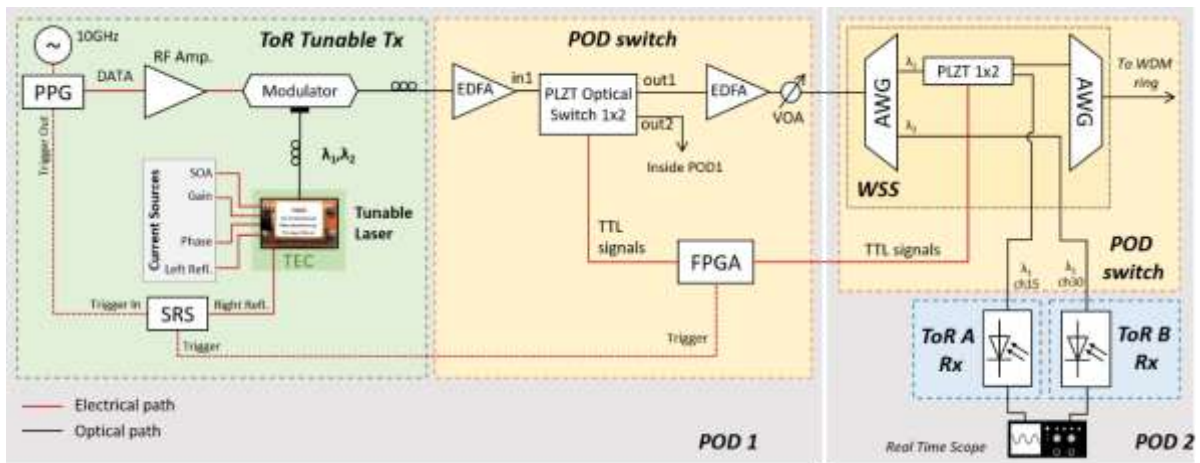 10GHz
PPG
DATA
RF Amp.
ToR Tunable Tx
Modulator
Trigger Out
λ₁,λ₂
Current Sources
SOA
Gain
Phase
Left Refl.
TEC
Tunable
Laser
Trigger In
SRS
Right Refl.
Trigger
POD switch
EDFA
in1
PLZT Optical
Switch 1x2
out1
out2
EDFA
VOA
Inside POD1
TTL
signals
FPGA
Trigger
TTL signals
AWG
λ₁
PLZT 1x2
AWG
To WDM
ring
WSS
POD
switch
λ₁
ch15
λ₁
ch30
ToR A
Rx
ToR B
Rx
Electrical path
Optical path
POD 1
Real Time Scope
POD 2